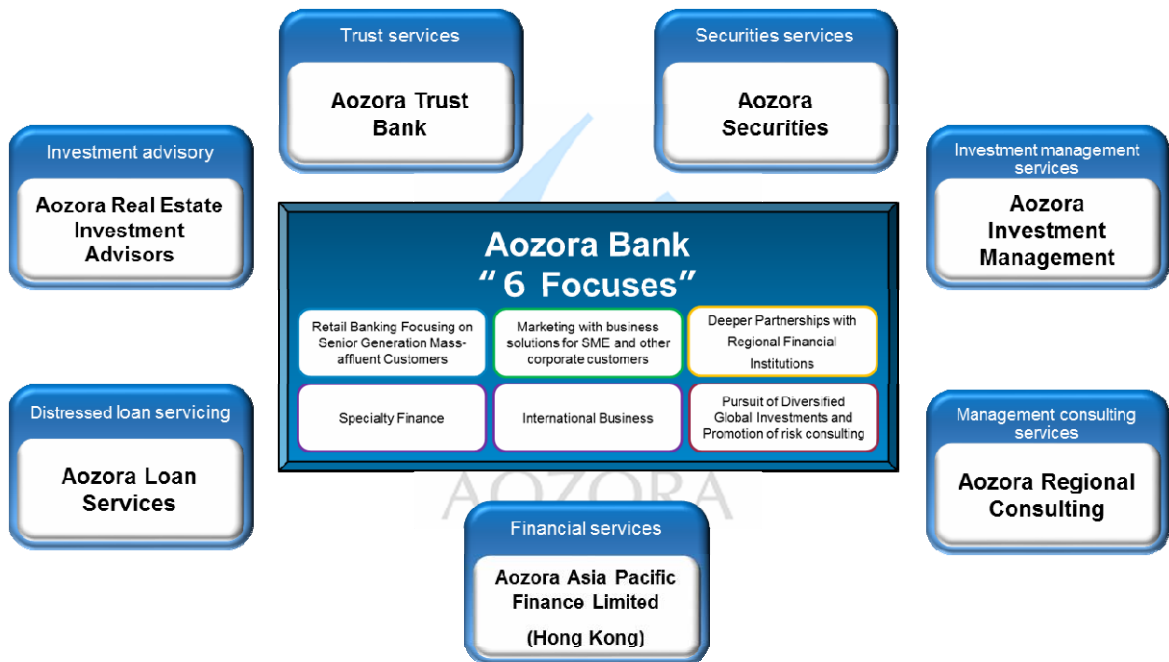 Trust services
Aozora Trust
Bank
Securities services
Aozora
Securities
Investment advisory
Aozora Real Estate
Investment
Advisors
Investment management
services
Aozora
Investment
Management
Aozora Bank
“6 Focuses”
Retail Banking Focusing on
Senior Generation Mass-
affluent Customers
Marketing with business
solutions for SME and other
corporate customers
Deeper Partnerships with
Regional Financial
Institutions
Specialty Finance
International Business
Pursuit of Diversified
Global Investments and
Promotion of risk consulting
Distressed loan servicing
Aozora Loan
Services
Management consulting
services
Aozora Regional
Consulting
AOZORA
Financial services
Aozora Asia Pacific
Finance Limited
(Hong Kong)